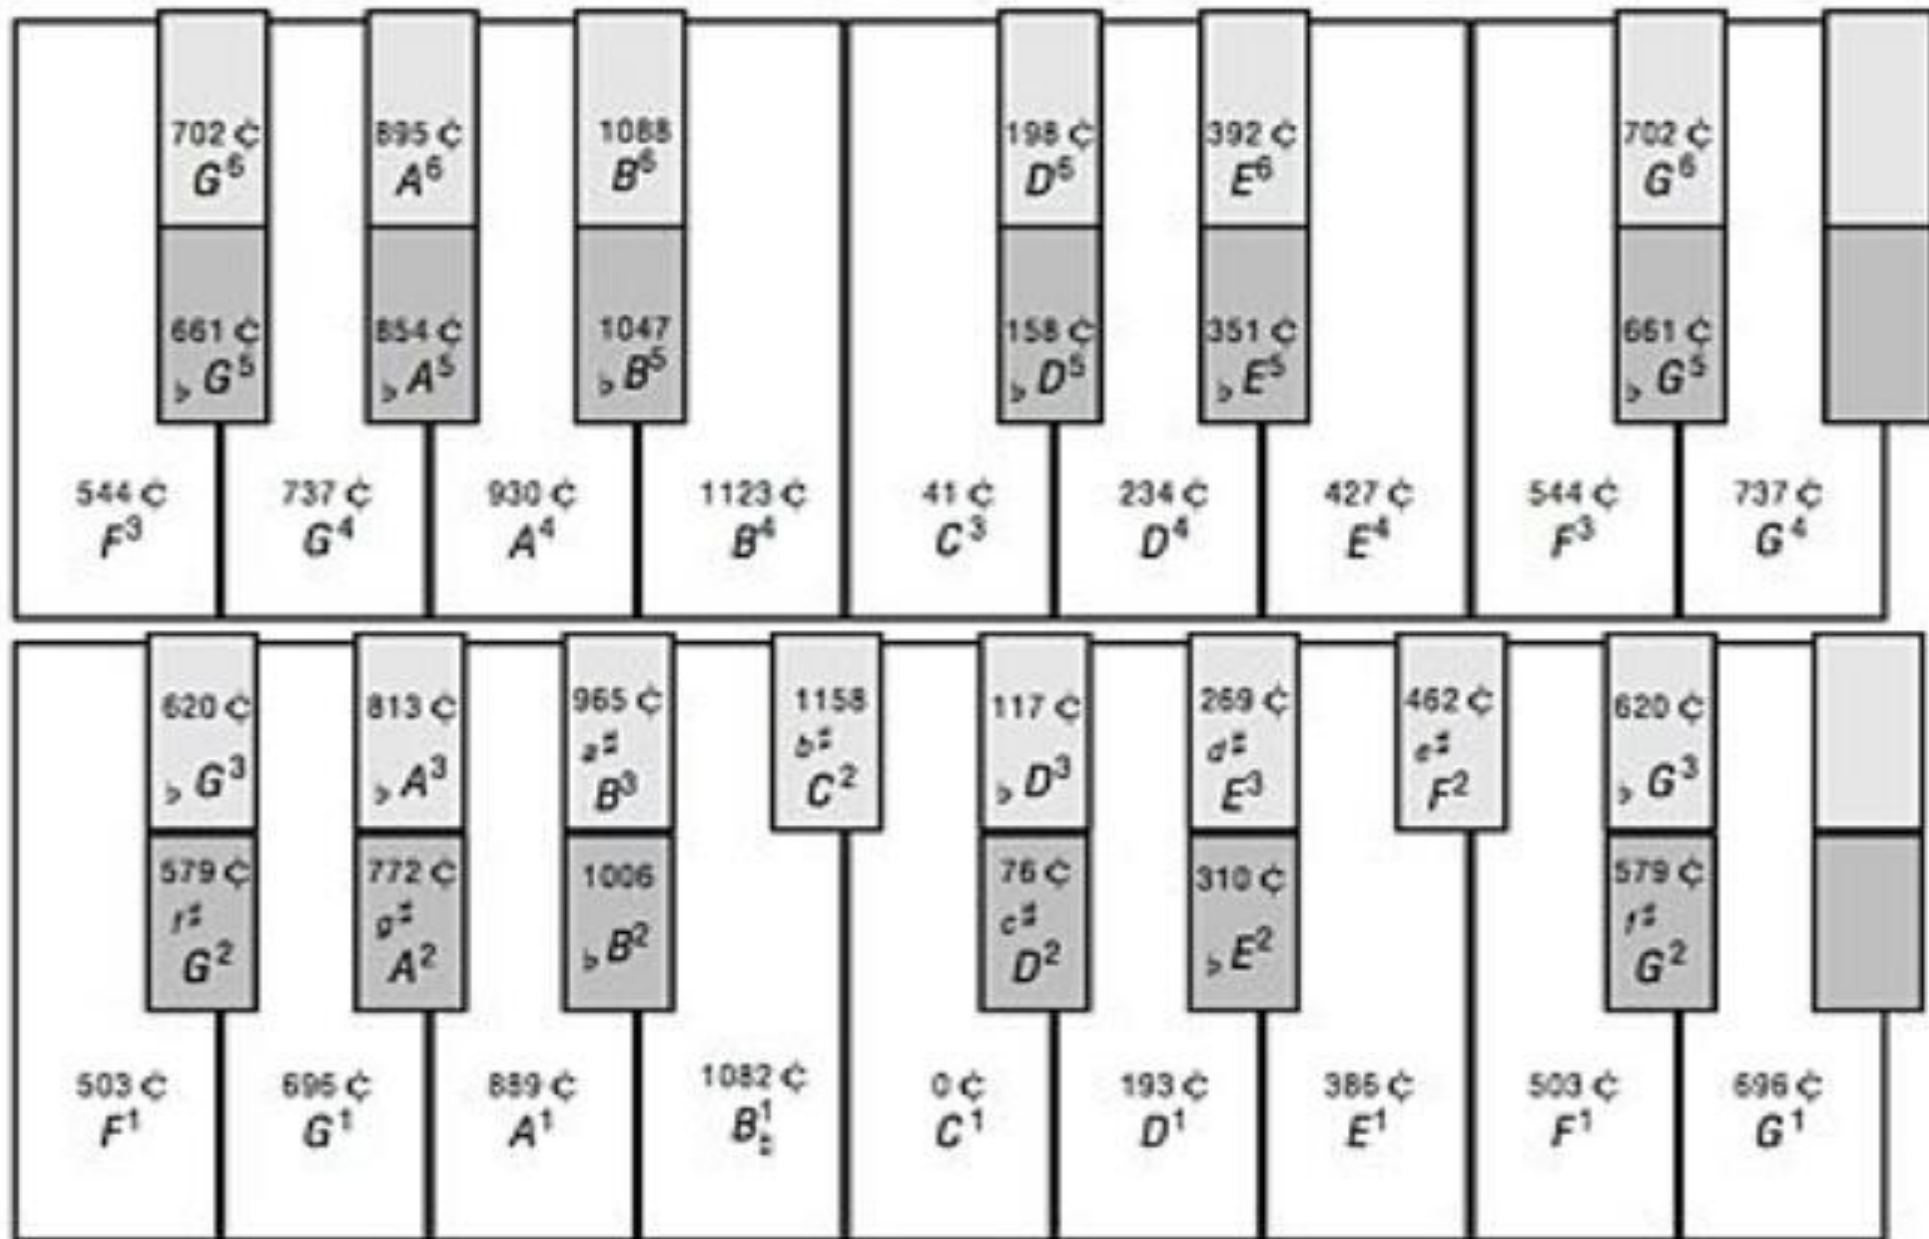 702 ₵ 895 ₵ 1088 198 ₵ 392 ₵ 702 ₵
G⁶ A⁶ B⁶ D⁶ E⁶ G⁶
661 ₵ 854 ₵ 1047 158 ₵ 351 ₵ 661 ₵
♭G⁵ ♭A⁵ ♭B⁵ ♭D⁵ ♭E⁵ ♭G⁵
544 ₵ 737 ₵ 930 ₵ 1123 ₵ 41 ₵ 234 ₵ 427 ₵ 544 ₵ 737 ₵
F³ G⁴ A⁴ B⁴ C³ D⁴ E⁴ F³ G⁴
620 ₵ 813 ₵ 965 ₵ 1158 117 ₵ 269 ₵ 462 ₵ 620 ₵
a♯ b♯ d♯ e♯
♭G³ ♭A³ B³ C² ♭D³ E³ F² ♭G³
579 ₵ 772 ₵ 1006 76 ₵ 310 ₵ 579 ₵
f♯ g♯ c♯ f♯
G² A² ♭B² D² ♭E² G²
503 ₵ 696 ₵ 889 ₵ 1082 ₵ 0 ₵ 193 ₵ 386 ₵ 503 ₵ 696 ₵
F¹ G¹ A¹ B¹ C¹ D¹ E¹ F¹ G¹